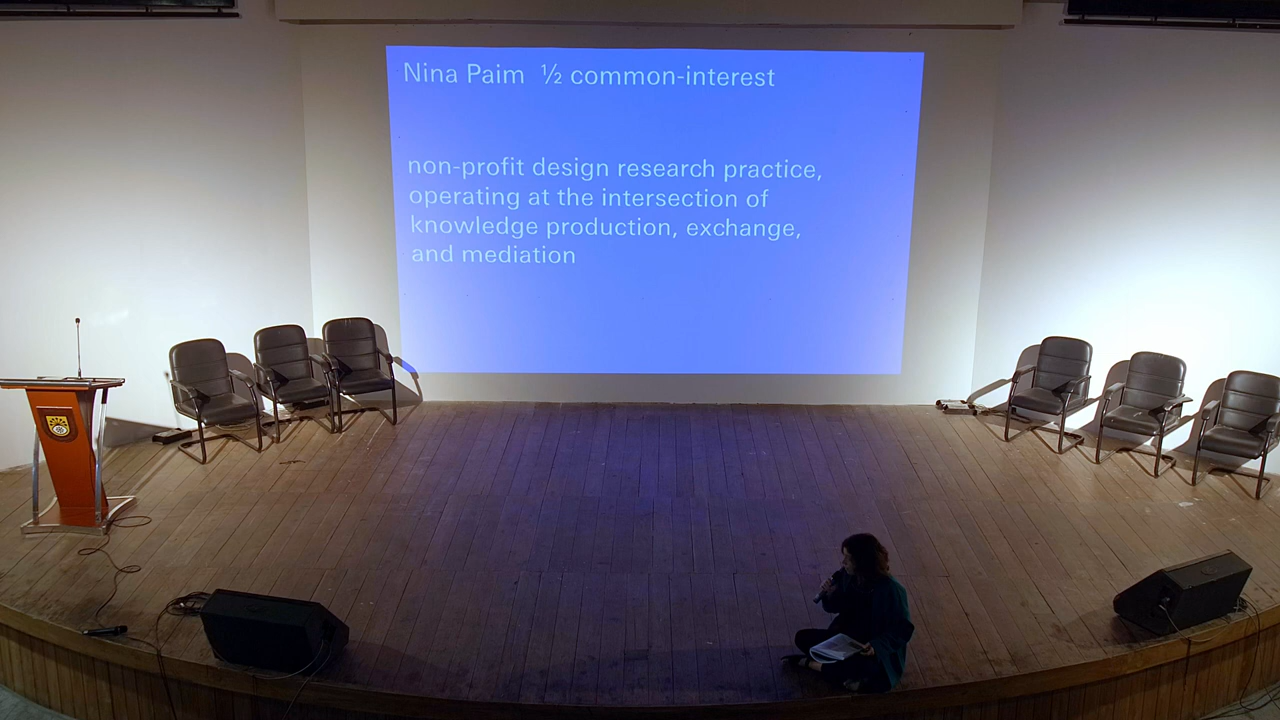 Nina Paim ½ common-interest
non-profit design research practice,
operating at the intersection of
knowledge production, exchange,
and mediation